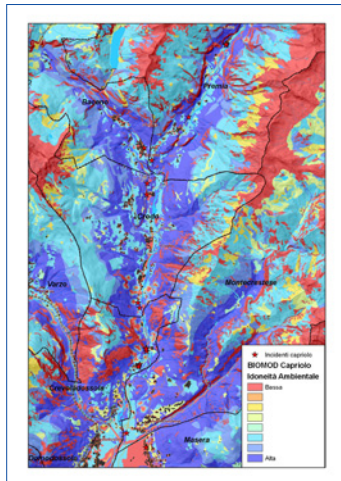 Premia
Baceno
Crodo
Varzo
Montecrestese
Crevoladossola
Masera
Domodossola
Incidenti capriolo
BIOMOD Capriolo
Idoneità Ambientale
Bassa
Alta